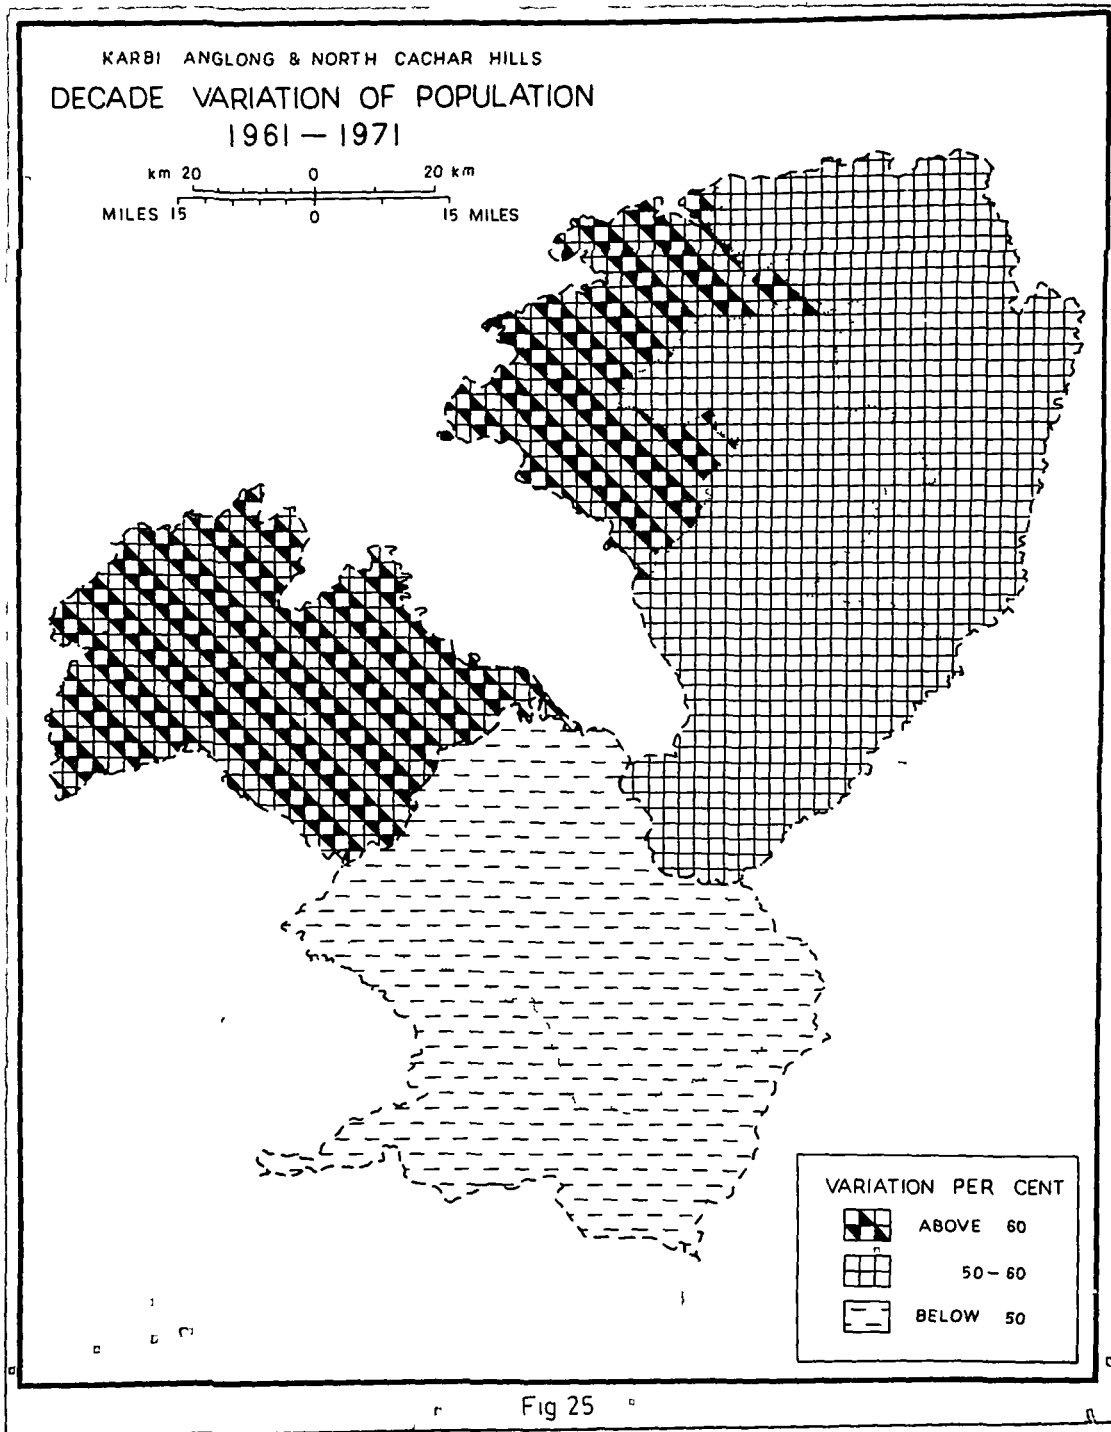 KARBI ANGLONG & NORTH CACHAR HILLS
DECADE VARIATION OF POPULATION
1961 — 1971
km 20 0 20 km
MILES 15 0 15 MILES
VARIATION PER CENT
ABOVE 60
50-60
BELOW 50
Fig 25